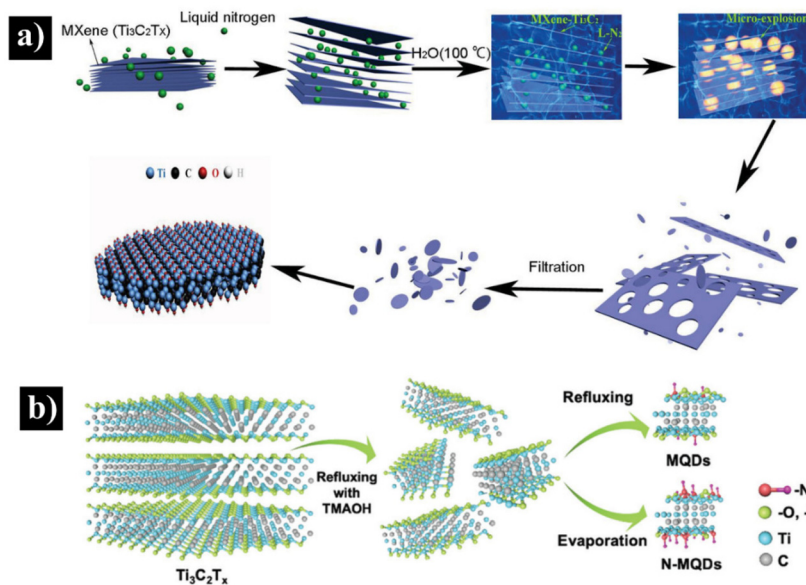 a)
Liquid nitrogen
MXene (Ti₃C₂Tx)
H₂O(100 ℃)
MXene-Ti₃C₂
L-N₂
Micro-explosion
Ti C O H
Filtration
b)
Refluxing
with
TMAOH
Ti₃C₂Tₓ
Refluxing
MQDs
Evaporation
N-MQDs
-N
-O, -
Ti
C